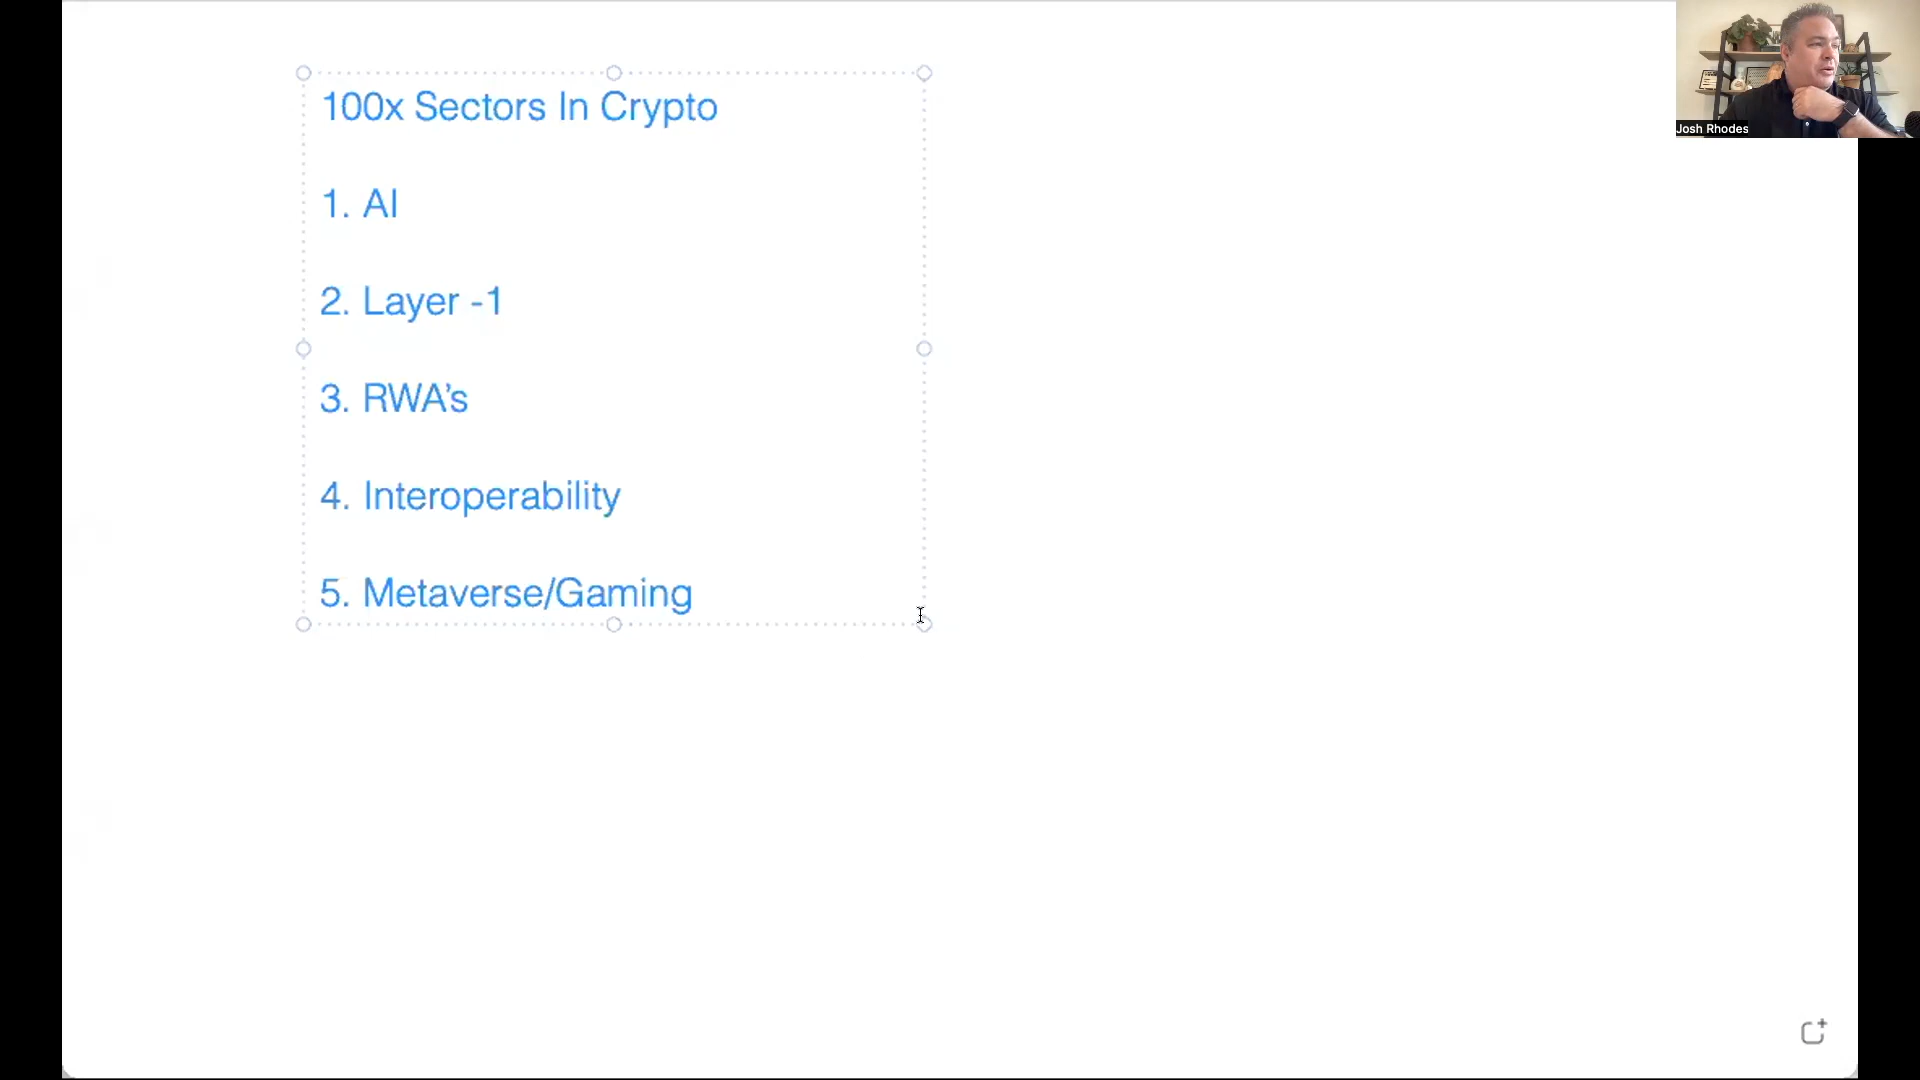 100x Sectors In Crypto
1. AI
2. Layer -1
3. RWA's
4. Interoperability
5. Metaverse/Gaming
Josh Rhodes